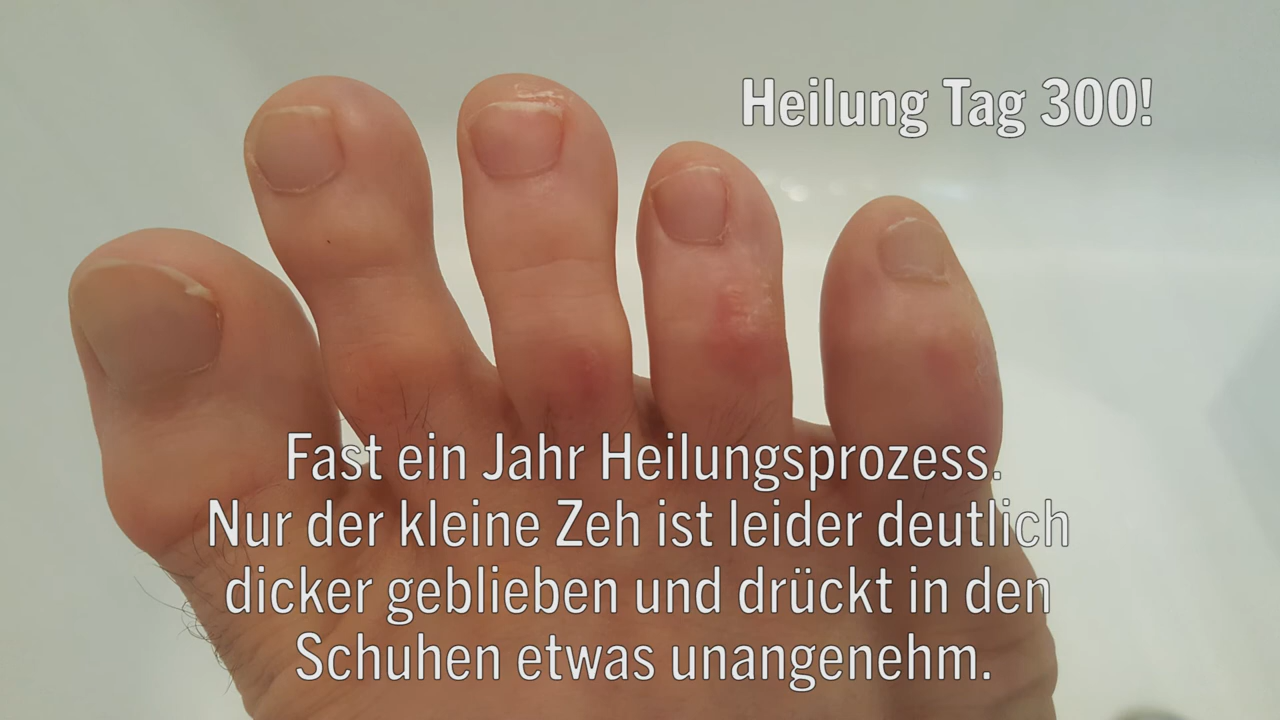 Heilung Tag 300!
Fast ein Jahr Heilungsprozess.
Nur der kleine Zeh ist leider deutlich
dicker geblieben und drückt in den
Schuhen etwas unangenehm.